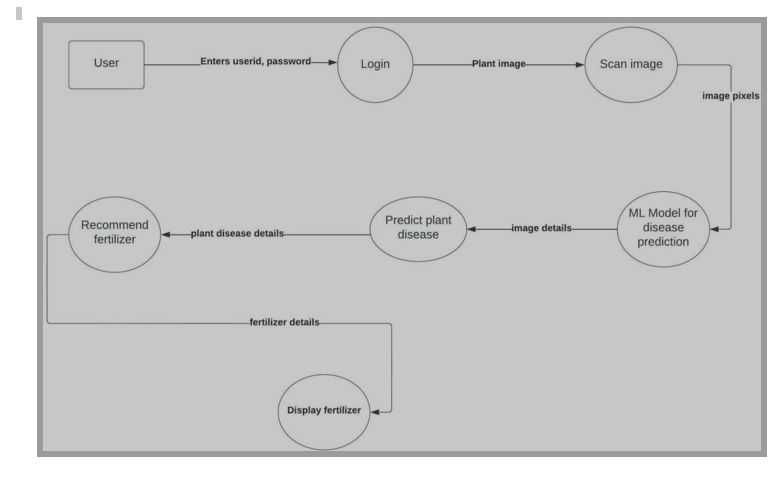 User
Enters userid, password
Login
Plant image
Scan image
image pixels
ML Model for
disease
prediction
image details
Predict plant
disease
plant disease details
Recommend
fertilizer
fertilizer details
Display fertilizer